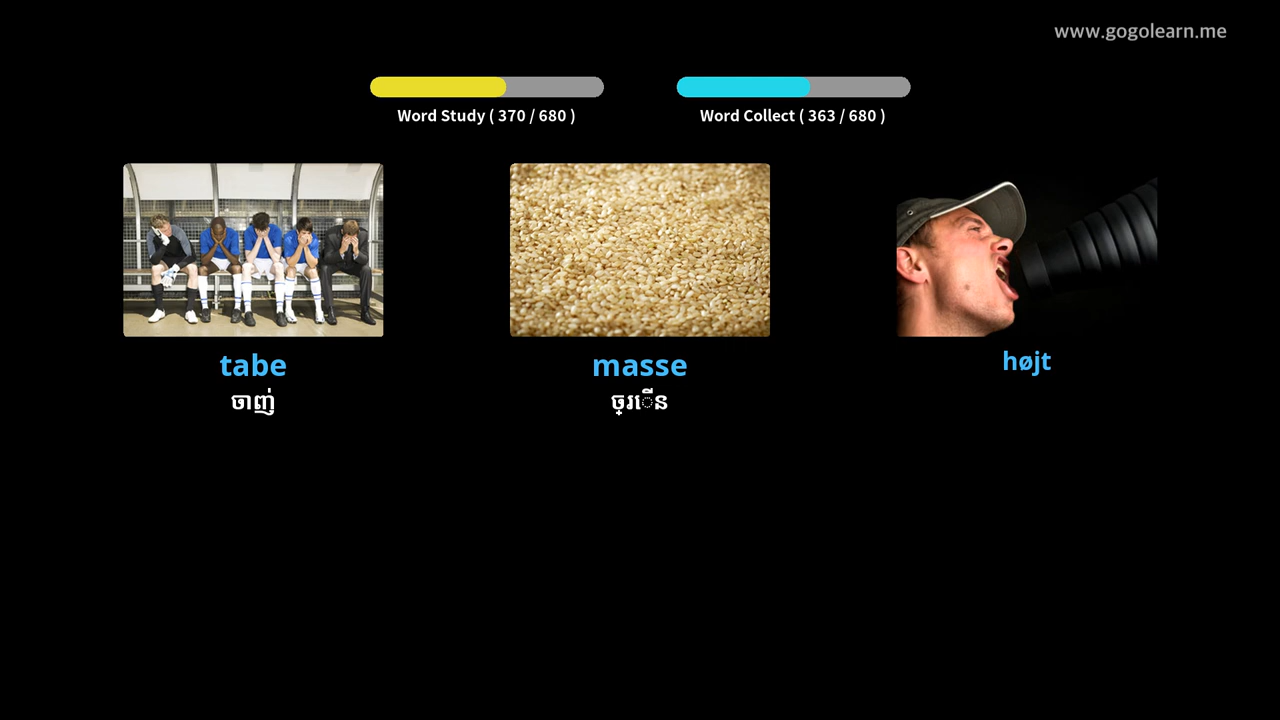 www.gogolearn.me
Word Study ( 370 / 680 )
Word Collect ( 363 / 680 )
tabe
masse
højt
ចាញ់
ច្រើន